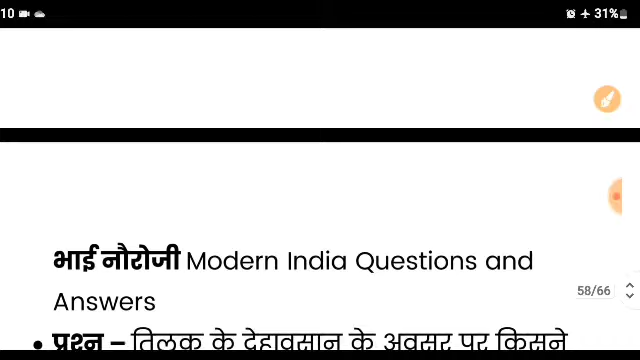 10
31%
भाई नौरोजी Modern India Questions and
58/66
Answers
• प्रश्न – तिलक के देहावसान के अवसर पर किसने